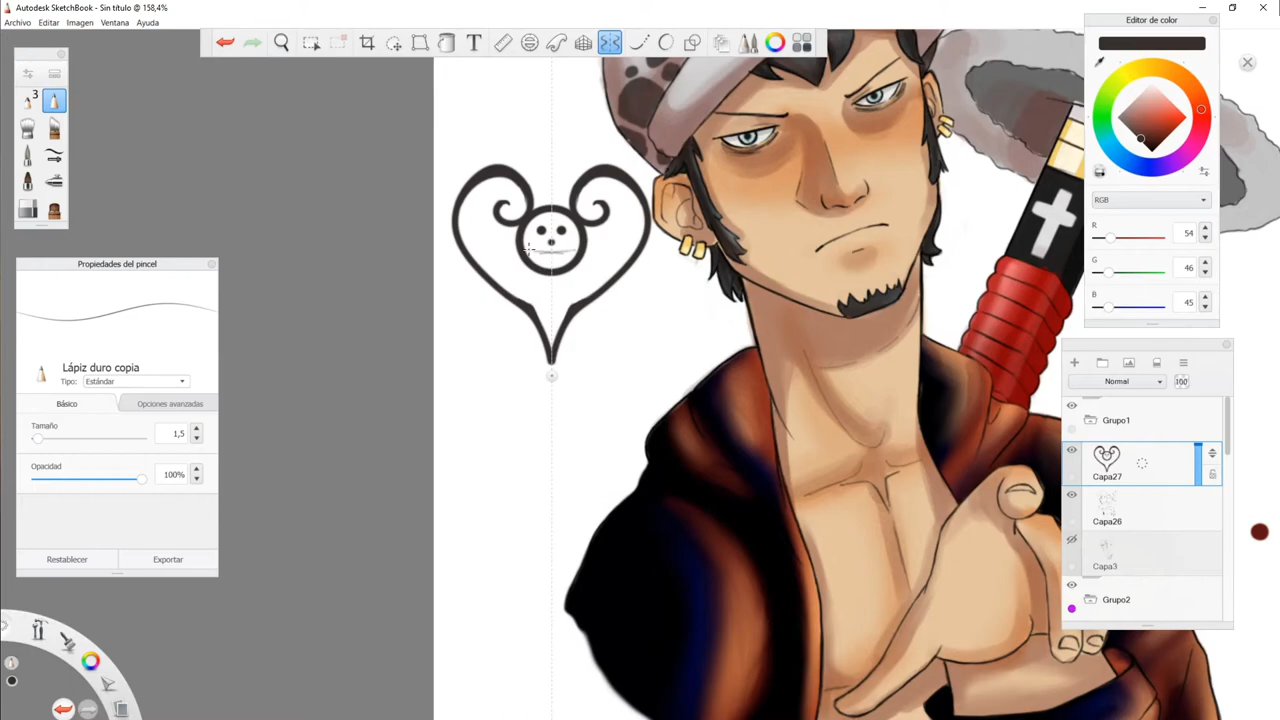 Autodesk SketchBook - Sin título @ 158,4%
Archivo Editar Imagen Ventana Ayuda
Editor de color
3
RGB
R 54
G 46
B 45
Propiedades del pincel
Lápiz duro copia
Tipo: Estándar
Básico Opciones avanzadas
Tamaño
1,5
Opacidad
100%
Restablecer Exportar
Normal 100
Grupo1
Capa27
Capa26
Capa3
Grupo2